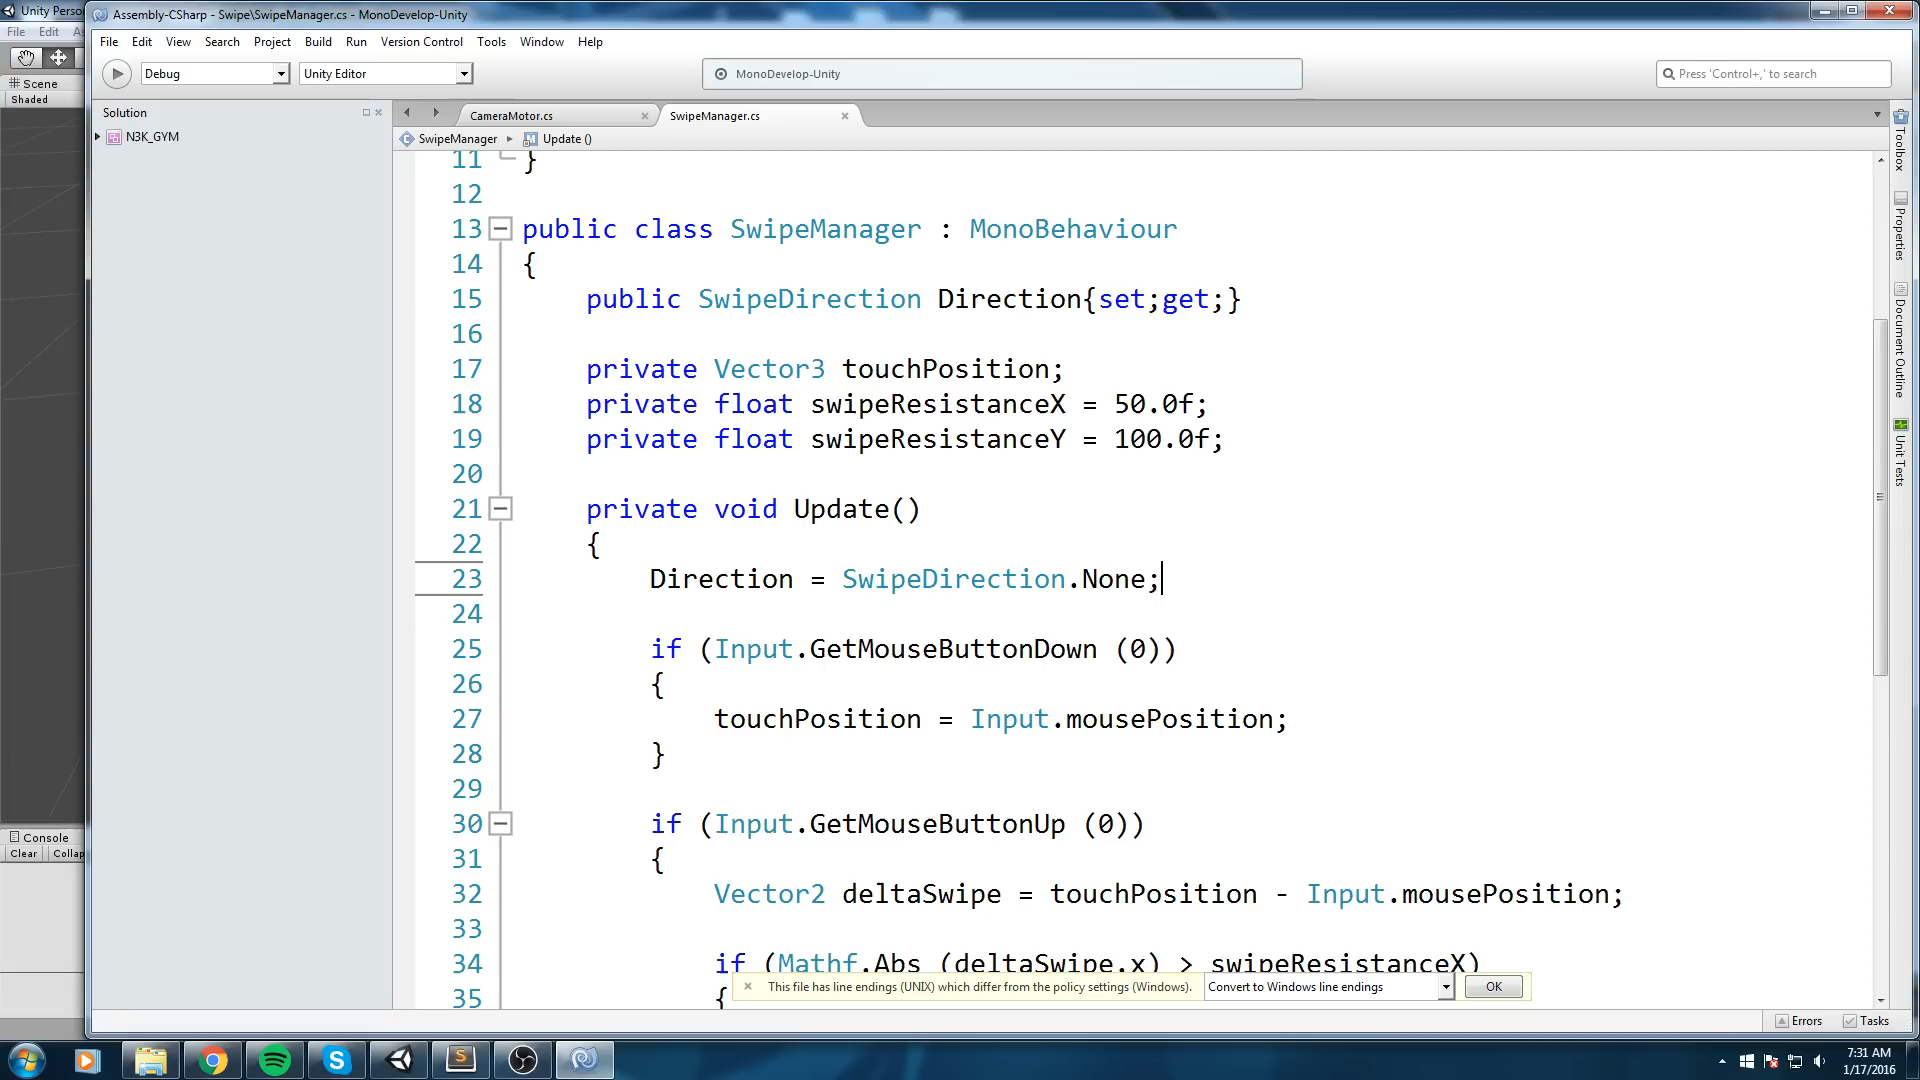 Unity Perso
Assembly-CSharp - Swipe\SwipeManager.cs - MonoDevelop-Unity
File Edit
File Edit View Search Project Build Run Version Control Tools Window Help
Debug
Unity Editor
MonoDevelop-Unity
Press 'Control+,' to search
Scene
Shaded
Solution
N3K_GYM
CameraMotor.cs
SwipeManager.cs
SwipeManager
Update ()
11 }
12
13 public class SwipeManager : MonoBehaviour
14 {
15 public SwipeDirection Direction{set;get;}
16
17 private Vector3 touchPosition;
18 private float swipeResistanceX = 50.0f;
19 private float swipeResistanceY = 100.0f;
20
21 private void Update()
22 {
23 Direction = SwipeDirection.None;
24
25 if (Input.GetMouseButtonDown (0))
26 {
27 touchPosition = Input.mousePosition;
28 }
29
30 if (Input.GetMouseButtonUp (0))
31 {
32 Vector2 deltaSwipe = touchPosition - Input.mousePosition;
33
34 if (Mathf.Abs (deltaSwipe.x) > swipeResistanceX)
35 {
This file has line endings (UNIX) which differ from the policy settings (Windows).
Convert to Windows line endings
OK
Toolbox
Properties
Document Outline
Unit Tests
Console
Clear Collap
Errors
Tasks
7:31 AM
1/17/2016